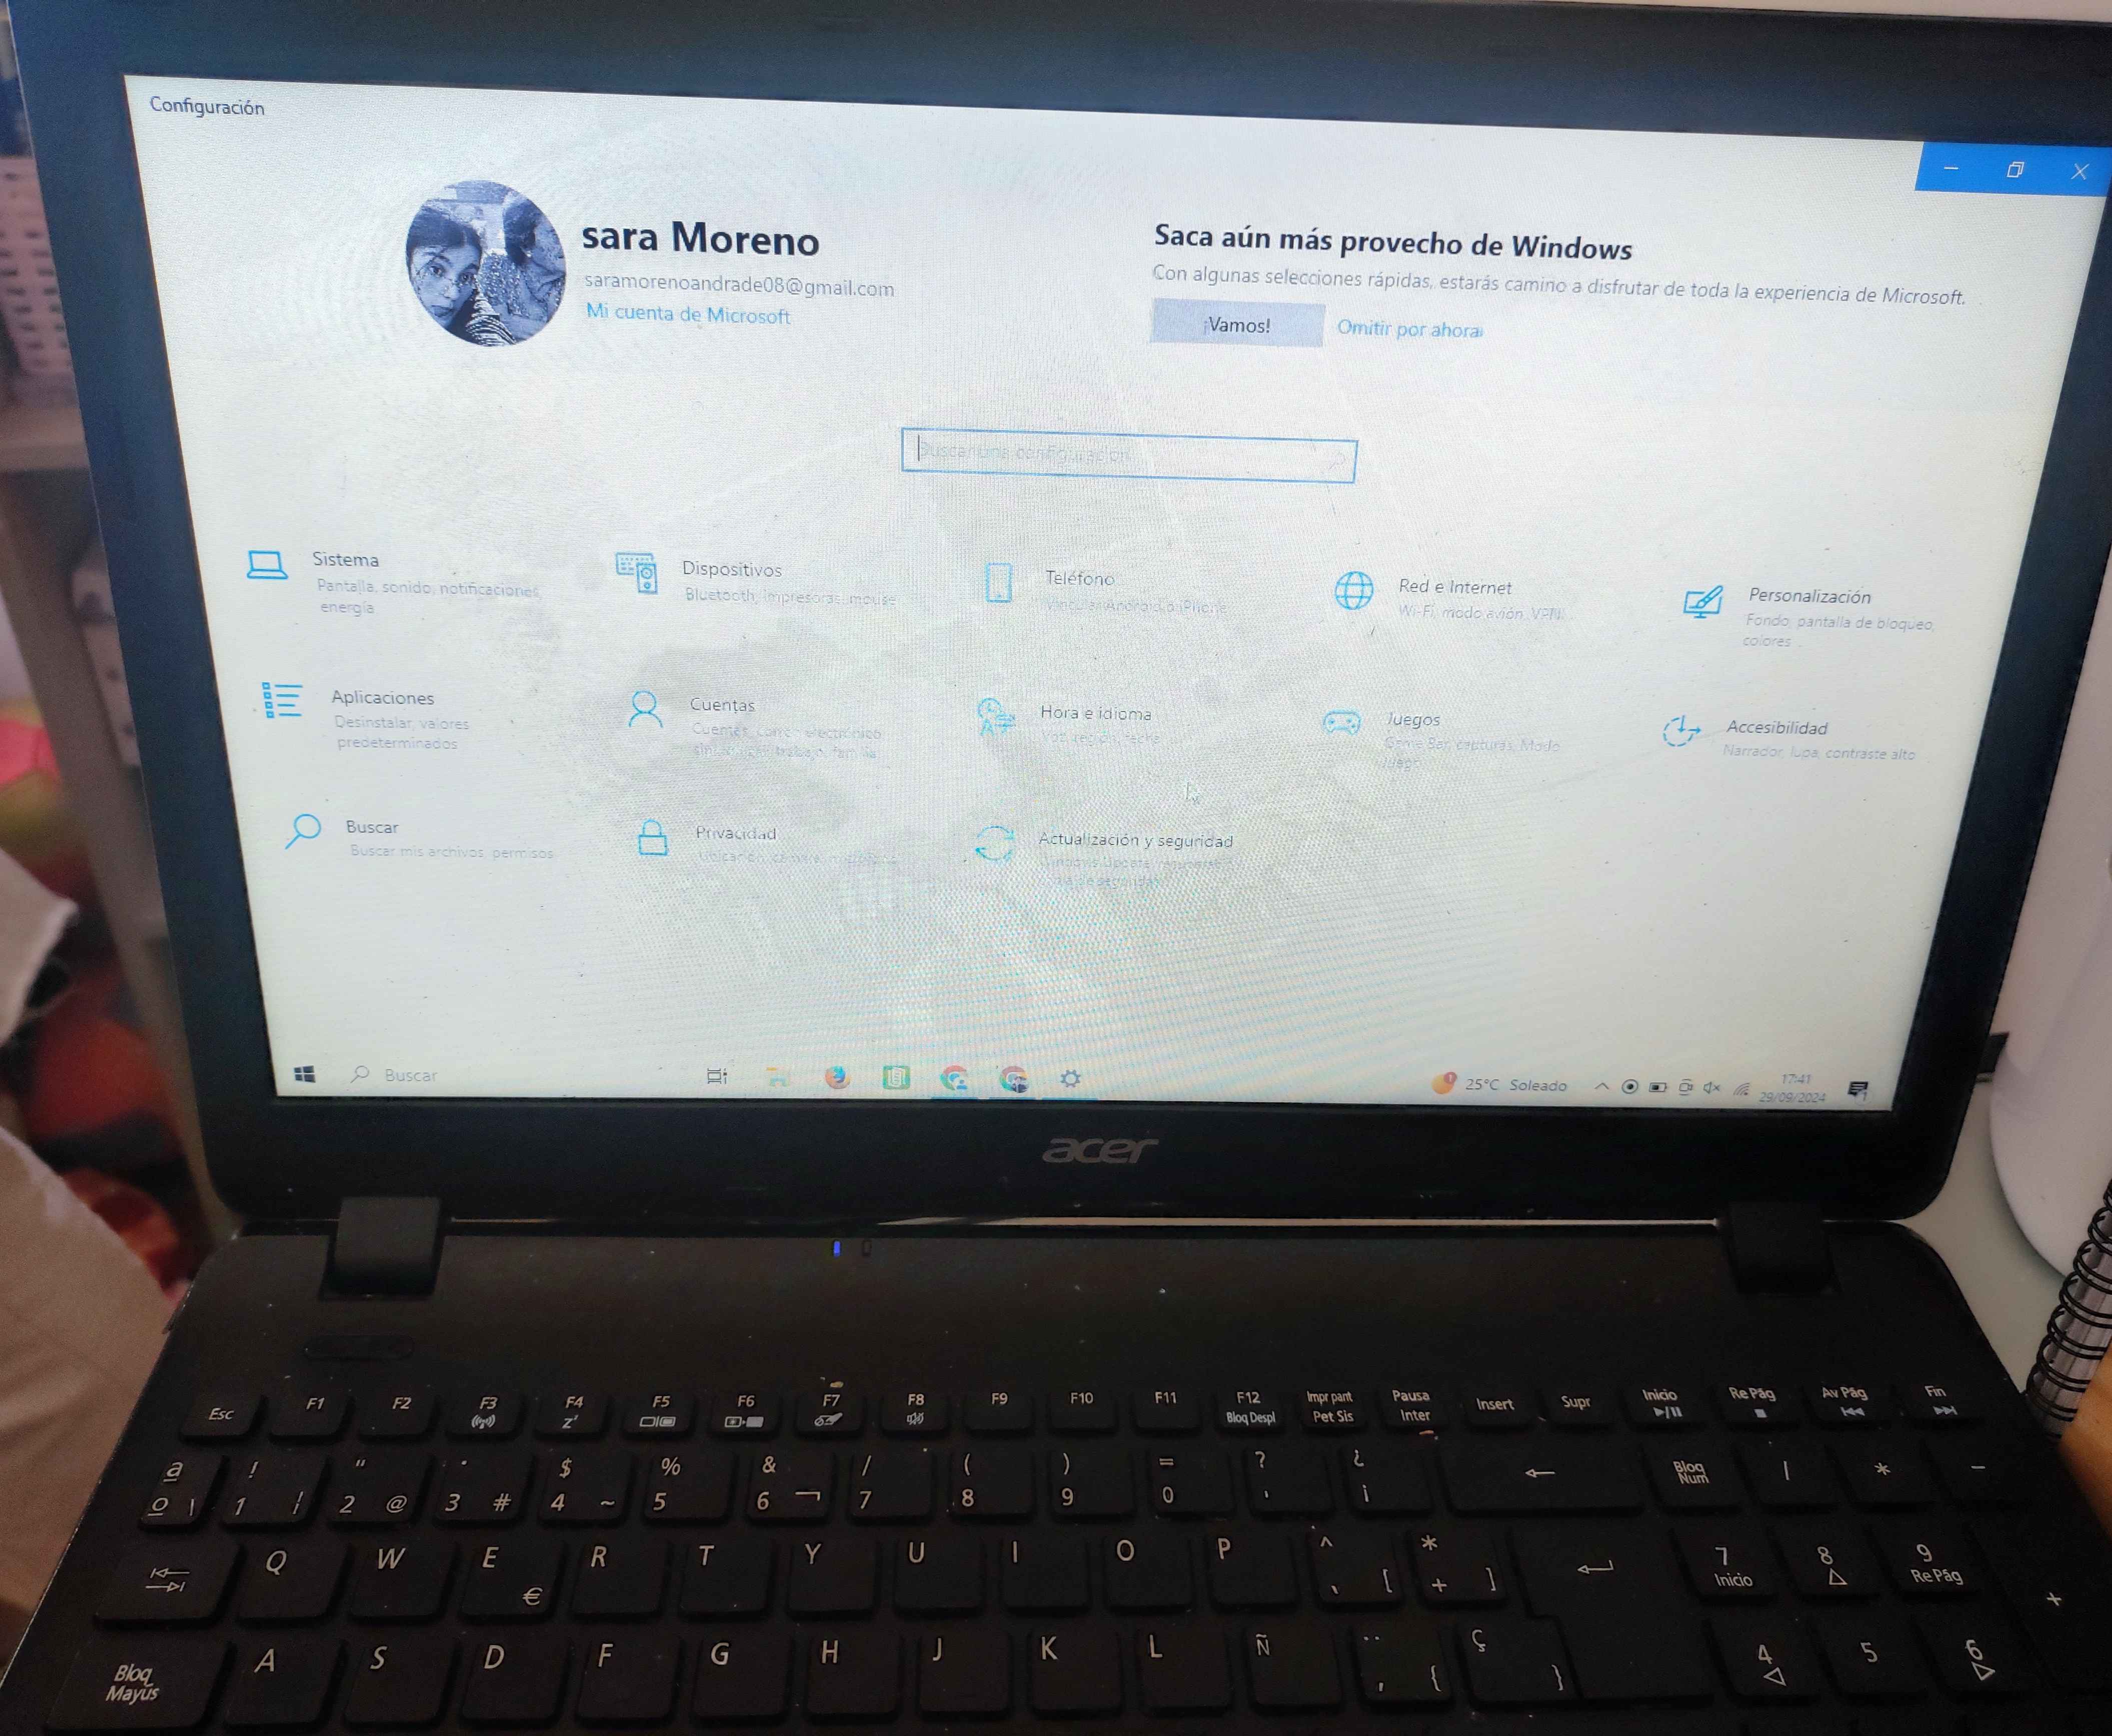 Configuración
sara Moreno
saramorenoandrade08@gmail.com
Mi cuenta de Microsoft
Saca aún más provecho de Windows
Con algunas selecciones rápidas, estarás camino a disfrutar de toda la experiencia de Microsoft.
¡Vamos!
Omitir por ahora
Buscar una configuración
Sistema
Pantalla, sonido, notificaciones,
energía
Dispositivos
Bluetooth, impresoras, mouse
Teléfono
Vincular Android o iPhone
Red e Internet
Wi-Fi, modo avión, VPN
Personalización
Fondo, pantalla de bloqueo,
colores
Aplicaciones
Desinstalar, valores
predeterminados
Cuentas
Cuentas, correo electrónico,
trabajo, familia
Hora e idioma
Voz, región, fecha
Juegos
Game Bar, capturas, Modo
Juego
Accesibilidad
Narrador, lupa, contraste alto
Buscar
Buscar mis archivos, permisos
Privacidad
Actualización y seguridad
Windows Update
Buscar
25°C Soleado
17:41
29/09/2024
acer
Esc F1 F2 F3 F4 F5 F6 F7 F8 F9 F10 F11 F12 Impr pant Pausa Insert Supr Inicio Re Pág Av Pág Fin
Bloq Despl Pet Sis Inter
ª ! " · $ % & / ( ) = ? ¿
º \ 1 | 2 @ 3 # 4 ~ 5 6 ¬ 7 8 9 0 ' ¡ Bloq Num / * -
Q W E € R T Y U I O P ^ ` [ * + ] 7 Inicio 8 9 Re Pág +
Bloq Mayús A S D F G H J K L Ñ ¨ ´ { Ç } 4 5 6